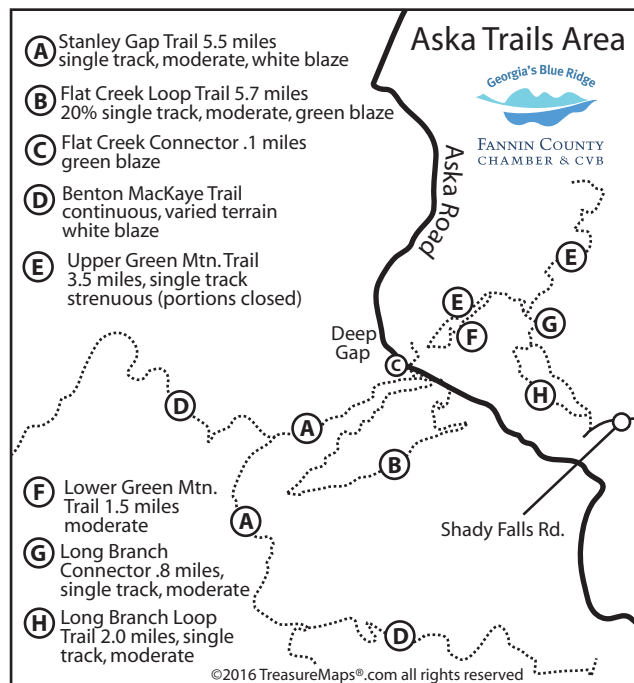 Aska Trails Area
Georgia's Blue Ridge
FANNIN COUNTY
CHAMBER & CVB
A Stanley Gap Trail 5.5 miles
single track, moderate, white blaze
B Flat Creek Loop Trail 5.7 miles
20% single track, moderate, green blaze
C Flat Creek Connector .1 miles
green blaze
D Benton MacKaye Trail
continuous, varied terrain
white blaze
E Upper Green Mtn. Trail
3.5 miles, single track
strenuous (portions closed)
Aska Road
E
E
F
G
Deep
Gap
C
H
D
A
B
A
Shady Falls Rd.
F Lower Green Mtn.
Trail 1.5 miles
moderate
G Long Branch
Connector .8 miles,
single track, moderate
H Long Branch Loop
Trail 2.0 miles, single
track, moderate
D
©2016 TreasureMaps®.com all rights reserved